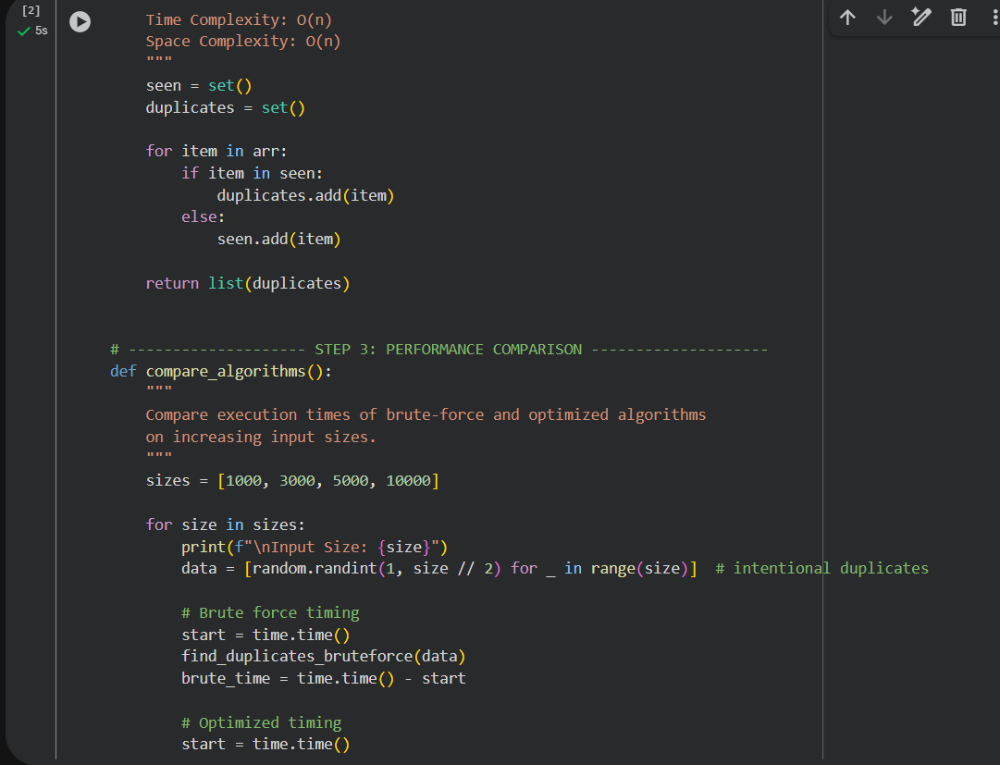 [2]
5s
Time Complexity: O(n)
Space Complexity: O(n)
"""
seen = set()
duplicates = set()
for item in arr:
if item in seen:
duplicates.add(item)
else:
seen.add(item)
return list(duplicates)
# -------------------- STEP 3: PERFORMANCE COMPARISON --------------------
def compare_algorithms():
"""
Compare execution times of brute-force and optimized algorithms
on increasing input sizes.
"""
sizes = [1000, 3000, 5000, 10000]
for size in sizes:
print(f"\nInput Size: {size}")
data = [random.randint(1, size // 2) for _ in range(size)]  # intentional duplicates
# Brute force timing
start = time.time()
find_duplicates_bruteforce(data)
brute_time = time.time() - start
# Optimized timing
start = time.time()